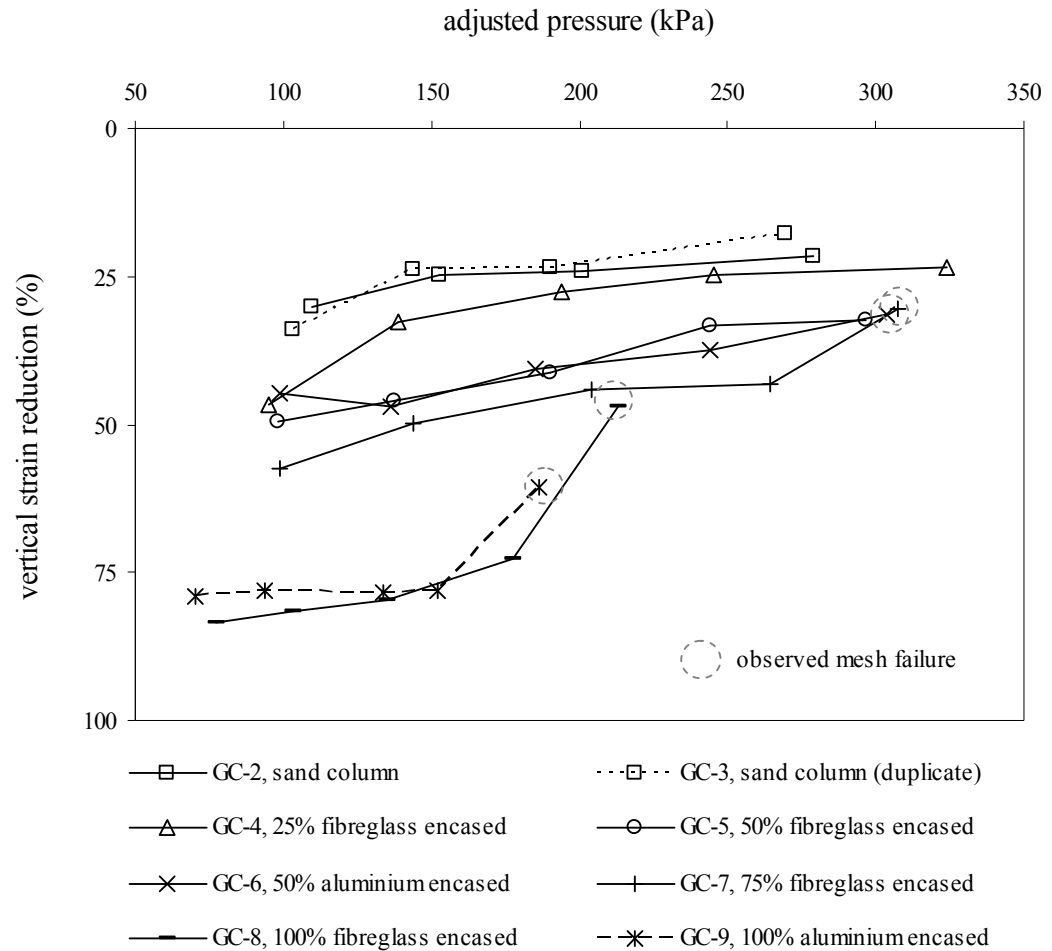 adjusted pressure (kPa)
50 100 150 200 250 300 350
0
25
50
75
100
vertical strain reduction (%)
observed mesh failure
GC-2, sand column
GC-3, sand column (duplicate)
GC-4, 25% fibreglass encased
GC-5, 50% fibreglass encased
GC-6, 50% aluminium encased
GC-7, 75% fibreglass encased
GC-8, 100% fibreglass encased
GC-9, 100% aluminium encased